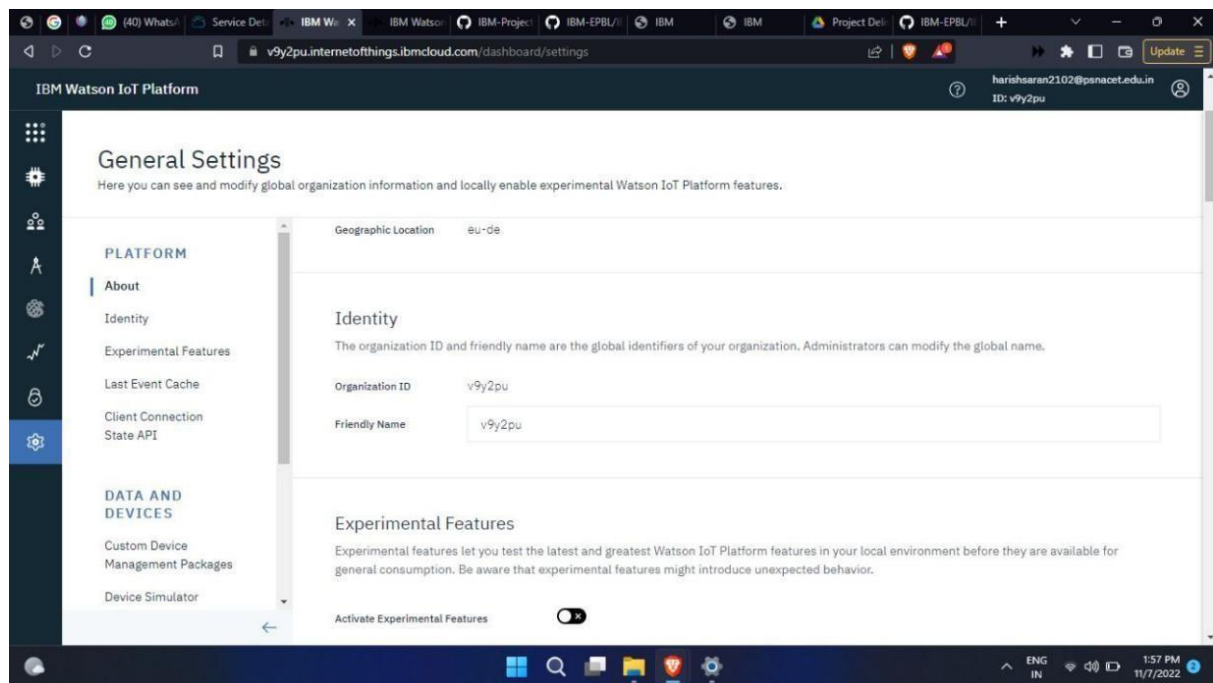 (40) WhatsA
Service Det
IBM Wa
IBM Watson
IBM-Project
IBM-EPBL/I
IBM
IBM
Project Deli
IBM-EPBL/I
v9y2pu.internetofthings.ibmcloud.com/dashboard/settings
Update
IBM Watson IoT Platform
harishsaran2102@psnacet.edu.in
ID: v9y2pu
General Settings
Here you can see and modify global organization information and locally enable experimental Watson IoT Platform features.
PLATFORM
About
Identity
Experimental Features
Last Event Cache
Client Connection
State API
DATA AND
DEVICES
Custom Device
Management Packages
Device Simulator
Geographic Location eu-de
Identity
The organization ID and friendly name are the global identifiers of your organization. Administrators can modify the global name.
Organization ID v9y2pu
Friendly Name v9y2pu
Experimental Features
Experimental features let you test the latest and greatest Watson IoT Platform features in your local environment before they are available for
general consumption. Be aware that experimental features might introduce unexpected behavior.
Activate Experimental Features
ENG
IN
1:57 PM
11/7/2022
2